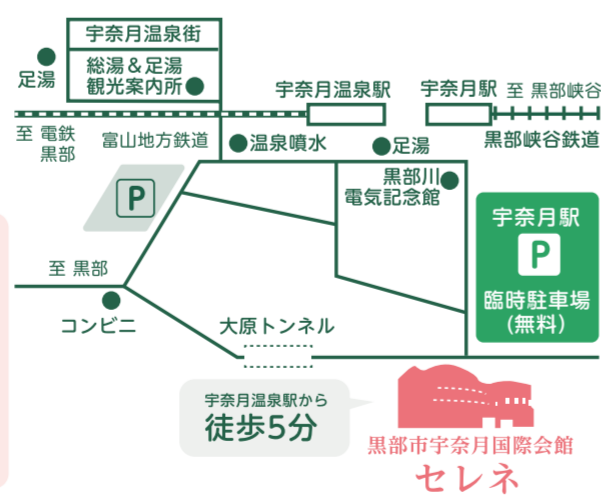 宇奈月温泉街
総湯＆足湯
観光案内所
足湯
宇奈月温泉駅
宇奈月駅
至 黒部峡谷
至 電鉄
黒部
富山地方鉄道
温泉噴水
足湯
黒部峡谷鉄道
黒部川
電気記念館
P
宇奈月駅
P
臨時駐車場
(無料)
至 黒部
コンビニ
大原トンネル
宇奈月温泉駅から
徒歩5分
黒部市宇奈月国際会館
セレネ